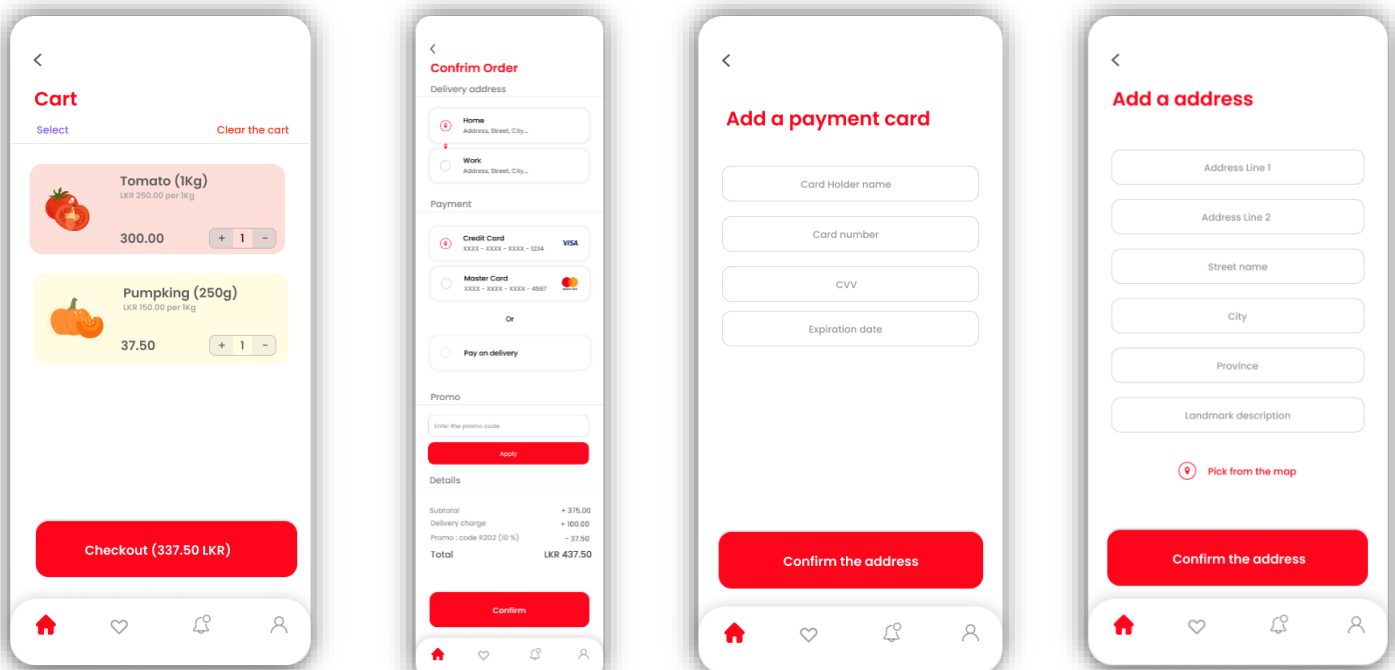 Cart
Select
Clear the cart
Tomato (1Kg)
LKR 250.00 per 1Kg
300.00
+ 1 -
Pumpking (250g)
LKR 150.00 per 1Kg
37.50
+ 1 -
Checkout (337.50 LKR)
Confrim Order
Delivery address
Home
Address, Street, City...
Work
Address, Street, City...
Payment
Credit Card
XXXX - XXXX - XXXX - 1234
VISA
Master Card
XXXX - XXXX - XXXX - 4567
Or
Pay on delivery
Promo
Enter the promo code
Apply
Details
Subtotal + 375.00
Delivery charge + 100.00
Promo : code R2D2 (10 %) - 37.50
Total LKR 437.50
Confirm
Add a payment card
Card Holder name
Card number
CVV
Expiration date
Confirm the address
Add a address
Address Line 1
Address Line 2
Street name
City
Province
Landmark description
Pick from the map
Confirm the address